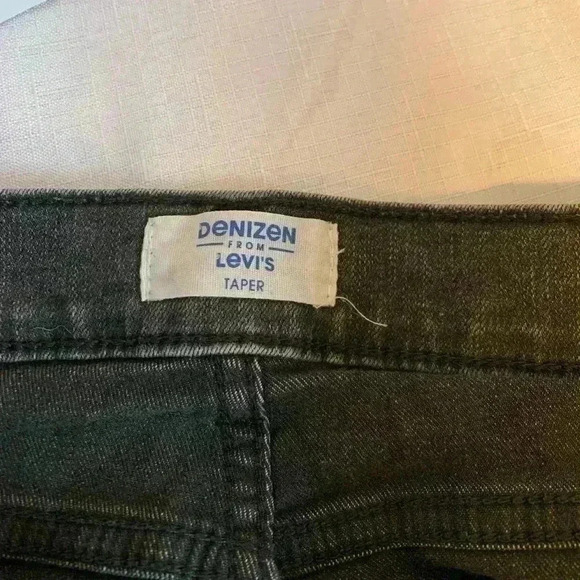 DENIZEN
FROM
LEVI'S
TAPER